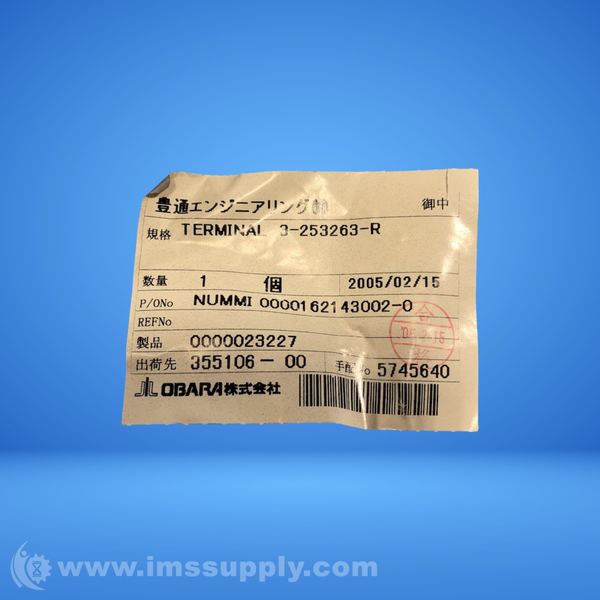 豊通エンジニアリング㈱ 御中
規格 TERMINAL 3-253263-R
数量 1 個 2005/02/15
P/ONo NUMMI 0000162143002-0
REFNo
製品 0000023227
出荷先 355106-00 手配No 5745640
OBARA株式会社
www.imssupply.com